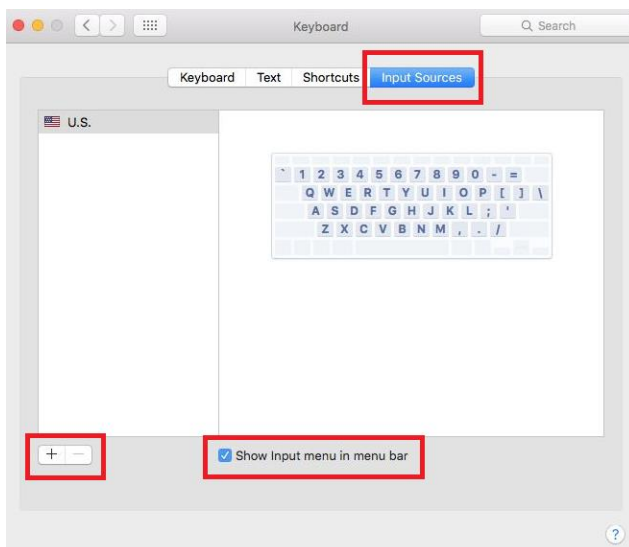 Keyboard
Search
Keyboard Text Shortcuts Input Sources
U.S.
` 1 2 3 4 5 6 7 8 9 0 - =
Q W E R T Y U I O P [ ] \
A S D F G H J K L ; '
Z X C V B N M , . /
+ −
Show Input menu in menu bar
?